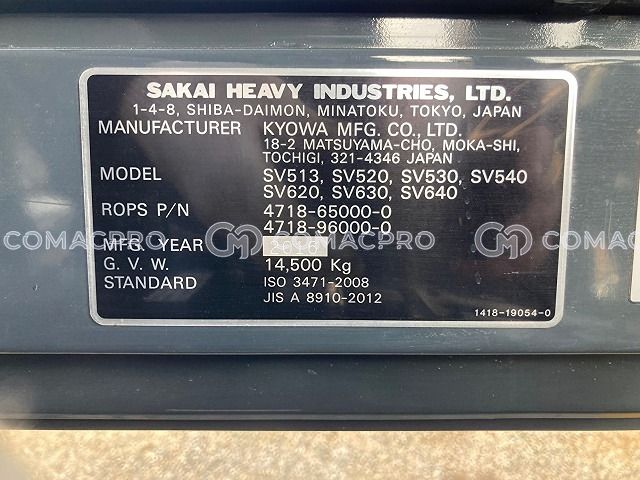 SAKAI HEAVY INDUSTRIES, LTD.
1-4-8, SHIBA-DAIMON, MINATOKU, TOKYO, JAPAN
MANUFACTURER KYOWA MFG. CO., LTD.
18-2 MATSUYAMA-CHO, MOKA-SHI,
TOCHIGI, 321-4346 JAPAN
MODEL SV513, SV520, SV530, SV540
SV620, SV630, SV640
ROPS P/N 4718-65000-0
4718-96000-0
COMACPRO COMACPRO COMACPRO
MFG. YEAR
G. V. W. 14,500 Kg
STANDARD ISO 3471-2008
JIS A 8910-2012
1418-19054-0